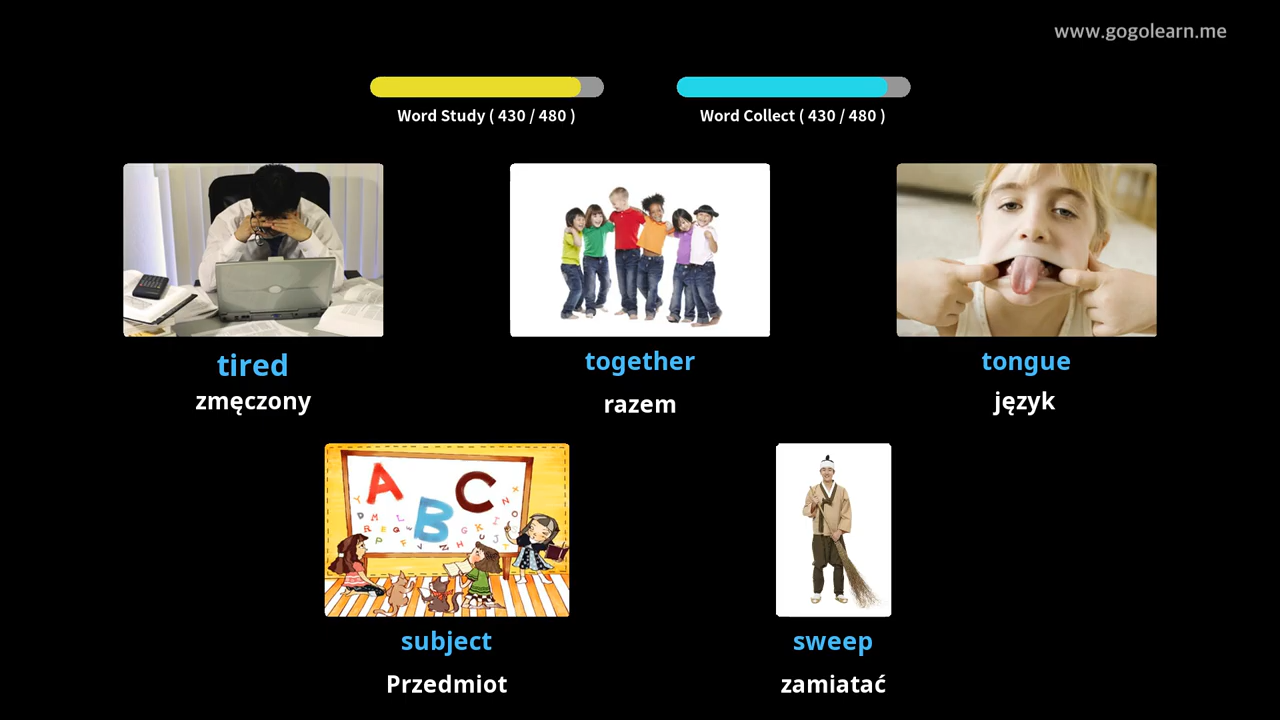 www.gogolearn.me
Word Study ( 430 / 480 )
Word Collect ( 430 / 480 )
tired
zmęczony
together
razem
tongue
język
A B C
subject
Przedmiot
sweep
zamiatać